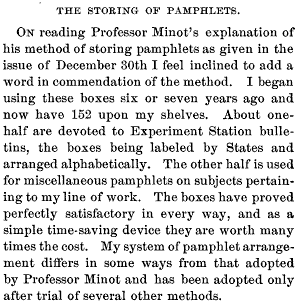 THE STORING OF PAMPHLETS.
ON reading Professor Minot's explanation of
his method of storing pamphlets as given in the
issue of December 30th I feel inclined to add a
word in commendation of the method. I began
using these boxes six or seven years ago and
now have 152 upon my shelves. About one-
half are devoted to Experiment Station bulle-
tins, the boxes being labeled by States and
arranged alphabetically. The other half is used
for miscellaneous pamphlets on subjects pertain-
ing to my line of work. The boxes have proved
perfectly satisfactory in every way, and as a
simple time-saving device they are worth many
times the cost. My system of pamphlet arrange-
ment differs in some ways from that adopted
by Professor Minot and has been adopted only
after trial of several other methods.